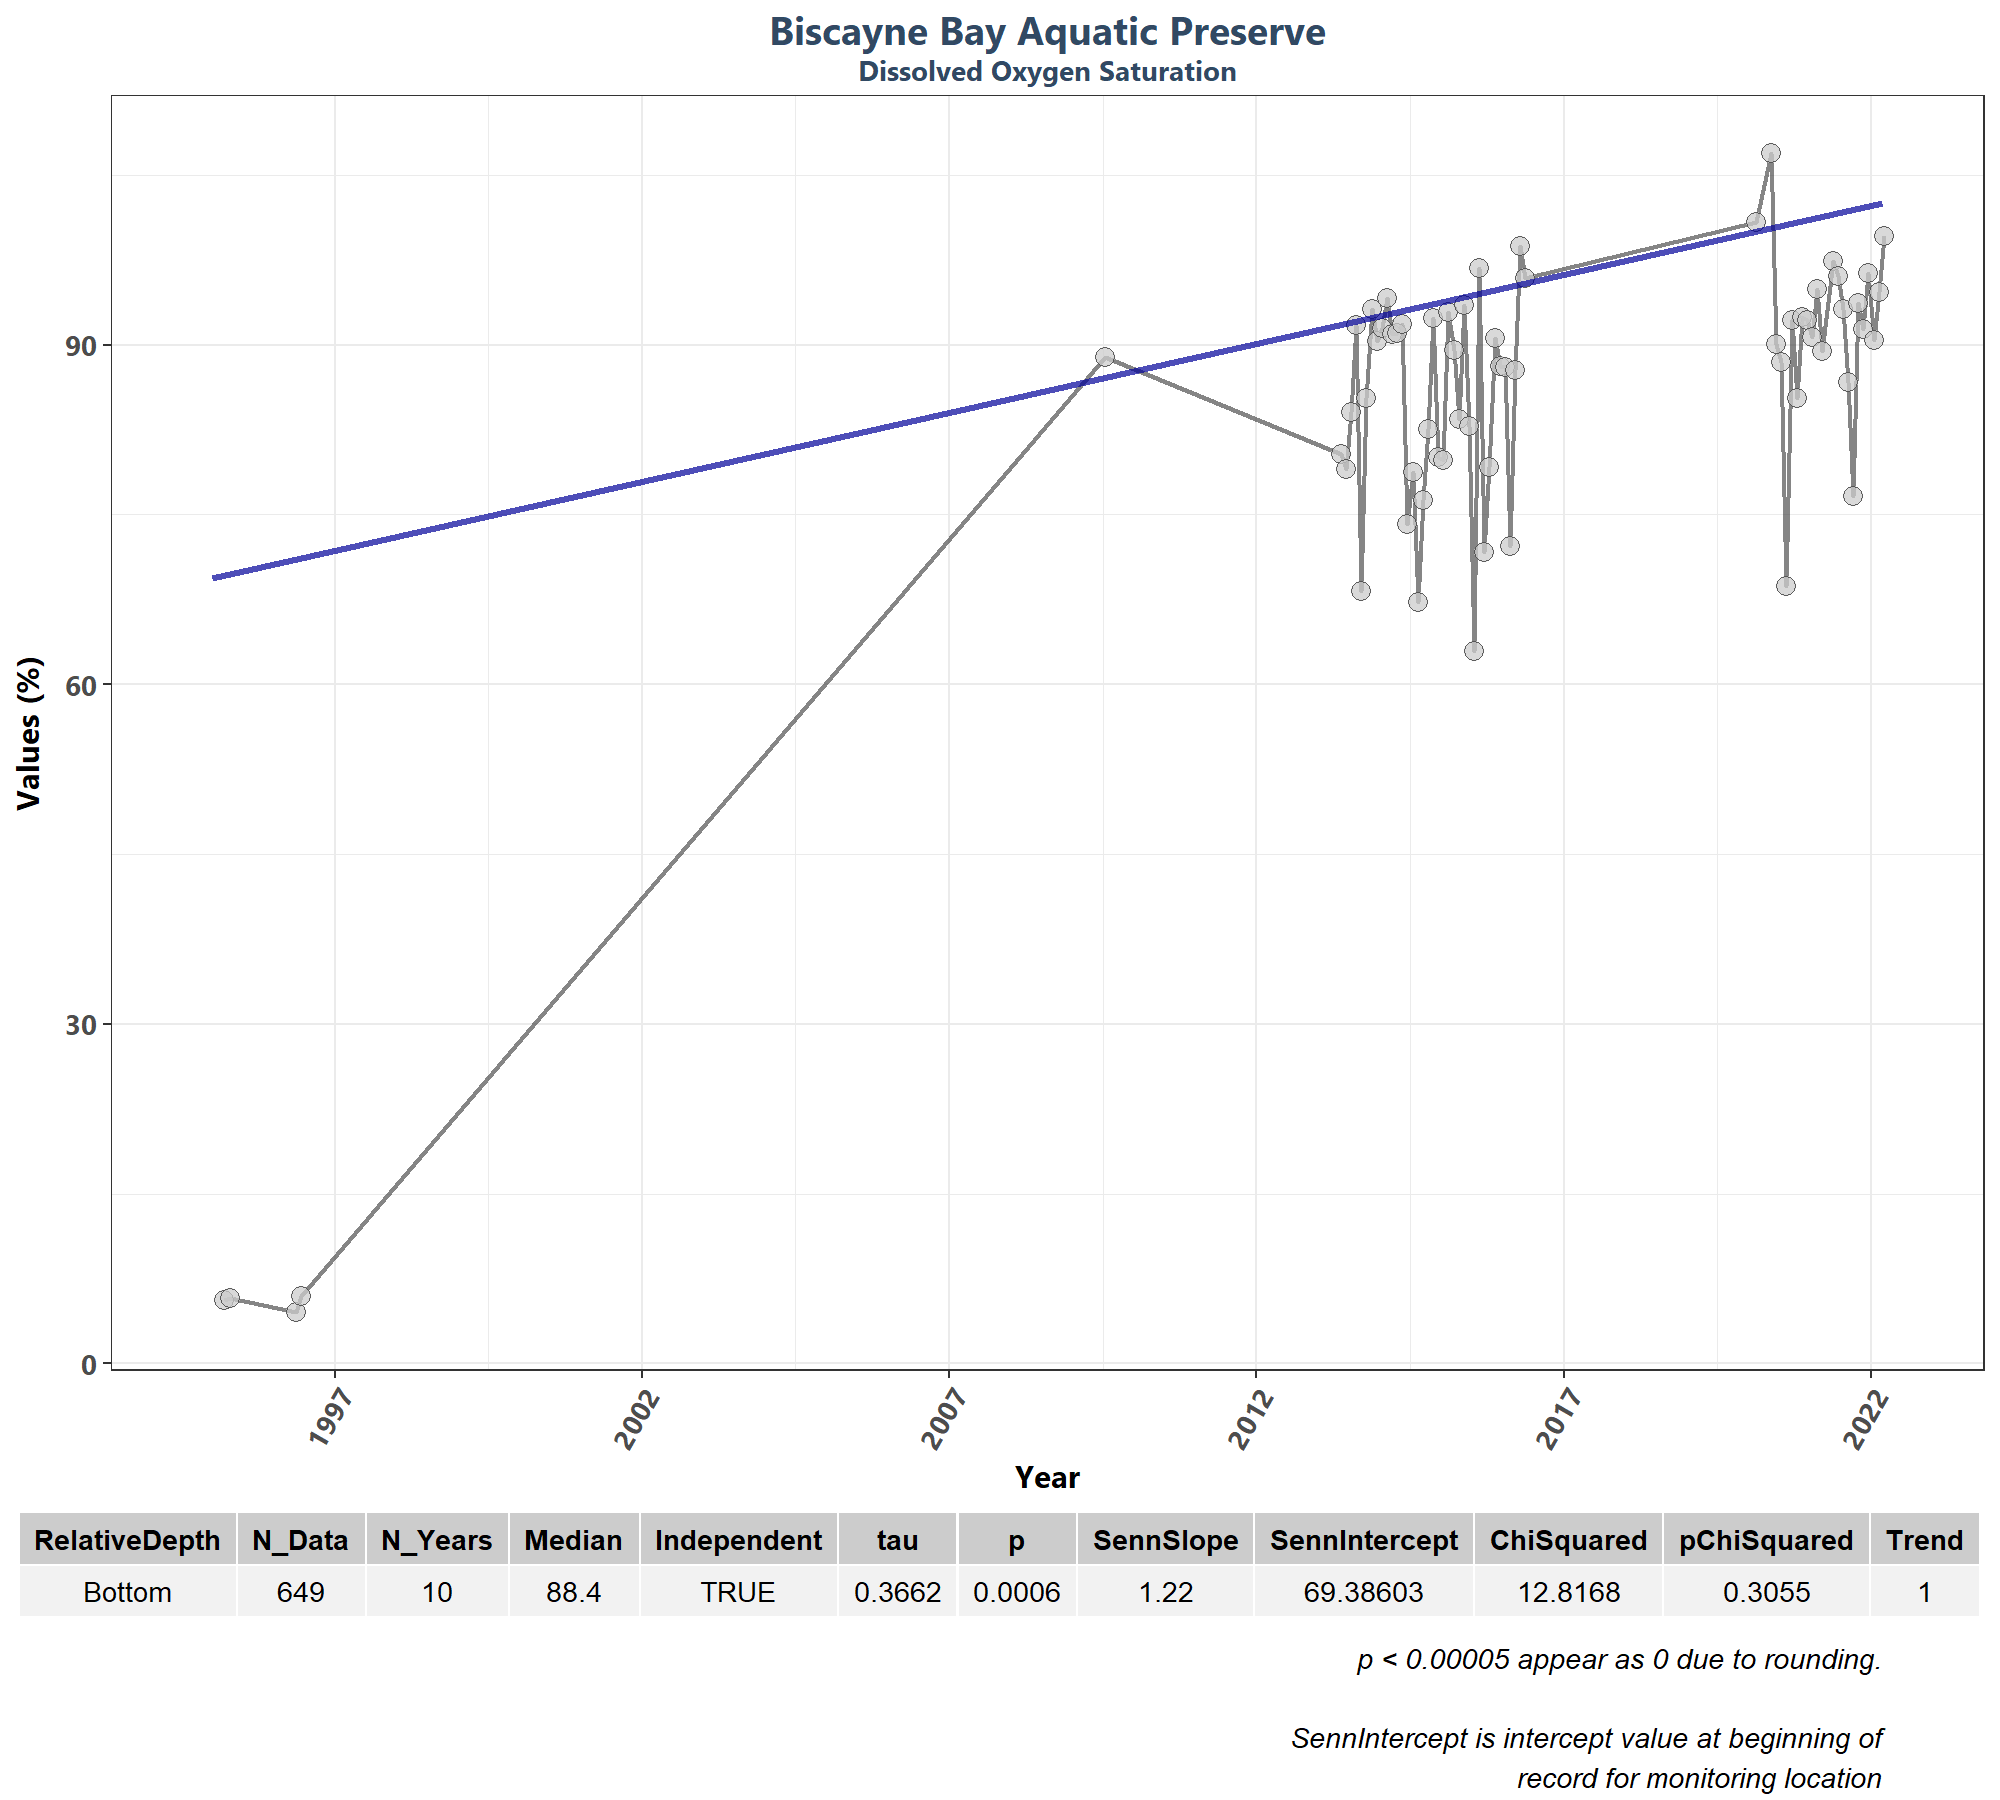 Biscayne Bay Aquatic Preserve
Dissolved Oxygen Saturation
Values (%)
90
60
30
0
1997 2002 2007 2012 2017 2022
Year
RelativeDepth N_Data N_Years Median Independent tau p SennSlope SennIntercept ChiSquared pChiSquared Trend
Bottom 649 10 88.4 TRUE 0.3662 0.0006 1.22 69.38603 12.8168 0.3055 1
p < 0.00005 appear as 0 due to rounding.
SennIntercept is intercept value at beginning of
record for monitoring location